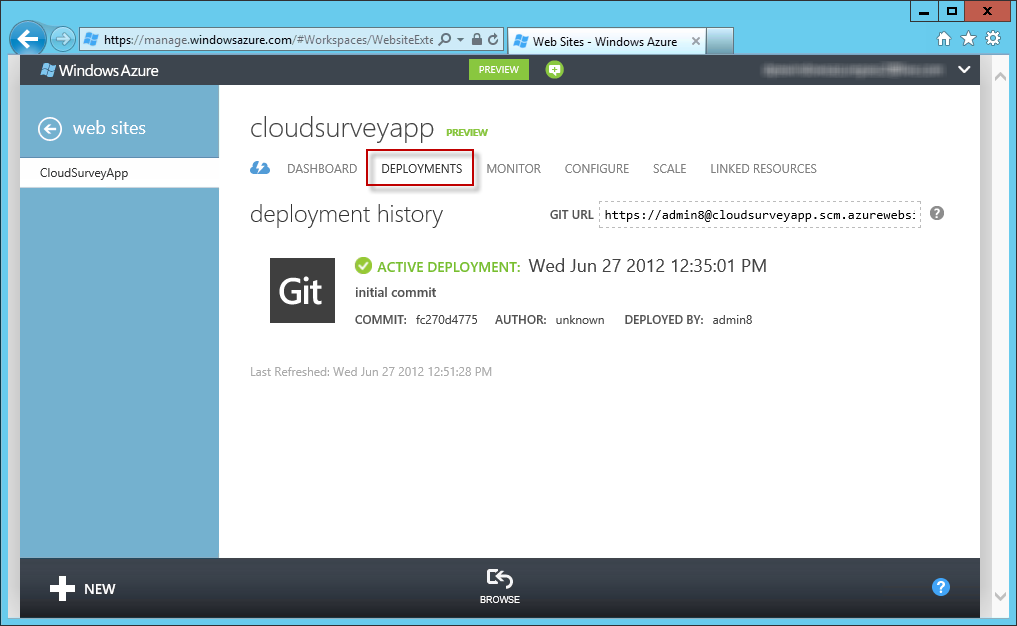 https://manage.windowsazure.com/#Workspaces/WebsiteExte
Web Sites - Windows Azure
Windows Azure
PREVIEW
web sites
CloudSurveyApp
cloudsurveyapp PREVIEW
DASHBOARD DEPLOYMENTS MONITOR CONFIGURE SCALE LINKED RESOURCES
deployment history
GIT URL https://admin8@cloudsurveyapp.scm.azurewebsi
?
Git
ACTIVE DEPLOYMENT: Wed Jun 27 2012 12:35:01 PM
initial commit
COMMIT: fc270d4775 AUTHOR: unknown DEPLOYED BY: admin8
Last Refreshed: Wed Jun 27 2012 12:51:28 PM
NEW
BROWSE
?